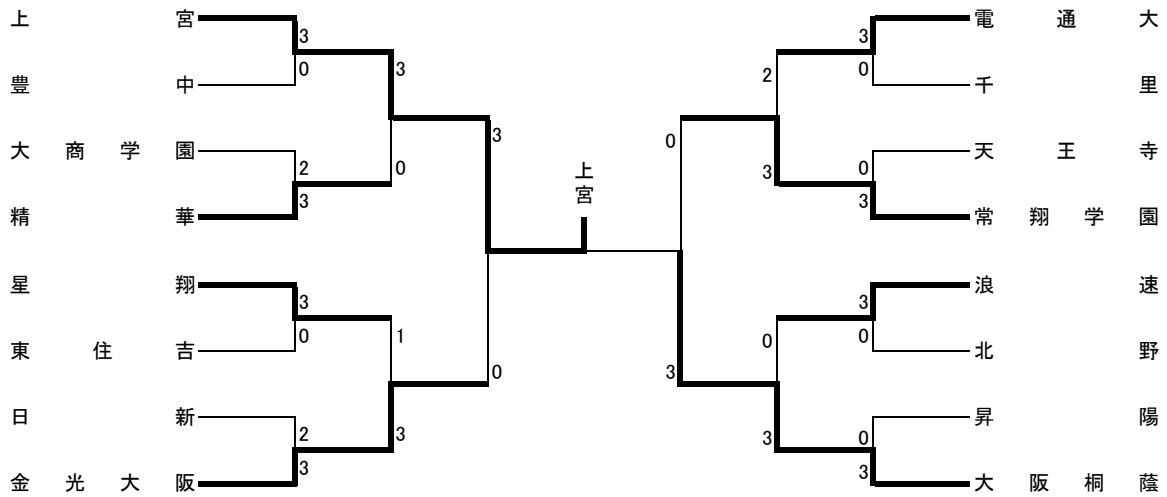 上宮 電通大
3 3
0 3 2 0
豊中 千里
3 0
大商学園 天王寺
2 0 上宮 3 0
3 3
精華 常翔学園
星翔 浪速
3 3
0 1 0 0
東住吉 北野
0 3
日新 昇陽
2 3 3 0
3 3
金光大阪 大阪桐蔭